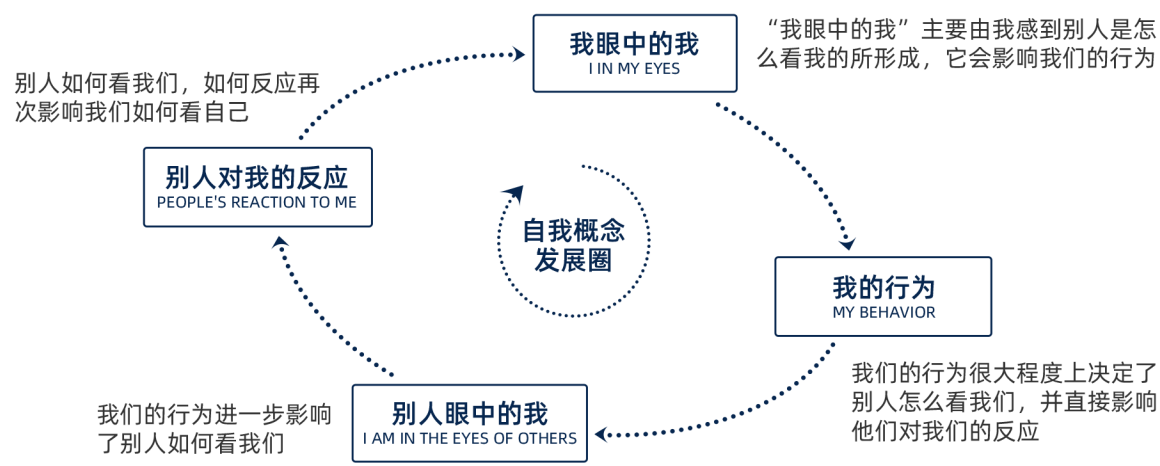 我眼中的我
I IN MY EYES
“我眼中的我”主要由我感到别人是怎
么看我的所形成，它会影响我们的行为
别人如何看我们，如何反应再
次影响我们如何看自己
别人对我的反应
PEOPLE'S REACTION TO ME
自我概念
发展圈
我的行为
MY BEHAVIOR
我们的行为很大程度上决定了
别人怎么看我们，并直接影响
他们对我们的反应
别人眼中的我
I AM IN THE EYES OF OTHERS
我们的行为进一步影响
了别人如何看我们